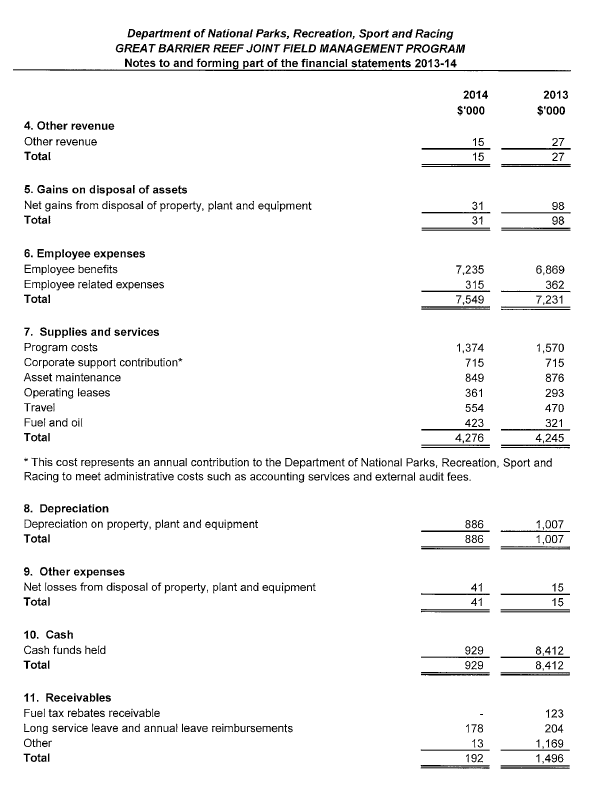 Department of National Parks, Recreation, Sport and Racing
GREAT BARRIER REEF JOINT FIELD MANAGEMENT PROGRAM
Notes to and forming part of the financial statements 2013-14
2014 2013
$'000 $'000
4. Other revenue
Other revenue 15 27
Total 15 27
5. Gains on disposal of assets
Net gains from disposal of property, plant and equipment 31 98
Total 31 98
6. Employee expenses
Employee benefits 7,235 6,869
Employee related expenses 315 362
Total 7,549 7,231
7. Supplies and services
Program costs 1,374 1,570
Corporate support contribution* 715 715
Asset maintenance 849 876
Operating leases 361 293
Travel 554 470
Fuel and oil 423 321
Total 4,276 4,245
* This cost represents an annual contribution to the Department of National Parks, Recreation, Sport and
Racing to meet administrative costs such as accounting services and external audit fees.
8. Depreciation
Depreciation on property, plant and equipment 886 1,007
Total 886 1,007
9. Other expenses
Net losses from disposal of property, plant and equipment 41 15
Total 41 15
10. Cash
Cash funds held 929 8,412
Total 929 8,412
11. Receivables
Fuel tax rebates receivable - 123
Long service leave and annual leave reimbursements 178 204
Other 13 1,169
Total 192 1,496